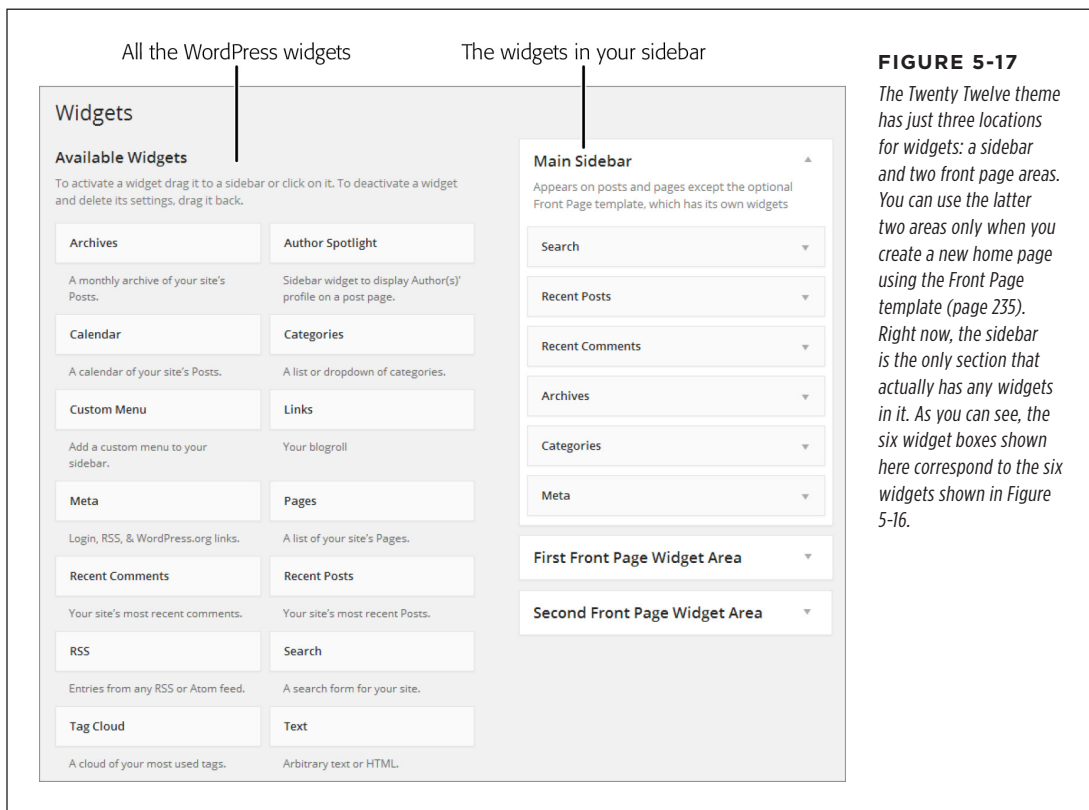 All the WordPress widgets
The widgets in your sidebar
Widgets
Available Widgets
To activate a widget drag it to a sidebar or click on it. To deactivate a widget
and delete its settings, drag it back.
Archives
Author Spotlight
A monthly archive of your site's
Posts.
Sidebar widget to display Author(s)'
profile on a post page.
Calendar
Categories
A calendar of your site's Posts.
A list or dropdown of categories.
Custom Menu
Links
Add a custom menu to your
sidebar.
Your blogroll
Meta
Pages
Login, RSS, & WordPress.org links.
A list of your site's Pages.
Recent Comments
Recent Posts
Your site's most recent comments.
Your site's most recent Posts.
RSS
Search
Entries from any RSS or Atom feed.
A search form for your site.
Tag Cloud
Text
A cloud of your most used tags.
Arbitrary text or HTML.
Main Sidebar
Appears on posts and pages except the optional
Front Page template, which has its own widgets
Search
Recent Posts
Recent Comments
Archives
Categories
Meta
First Front Page Widget Area
Second Front Page Widget Area
FIGURE 5-17
The Twenty Twelve theme
has just three locations
for widgets: a sidebar
and two front page areas.
You can use the latter
two areas only when you
create a new home page
using the Front Page
template (page 235).
Right now, the sidebar
is the only section that
actually has any widgets
in it. As you can see, the
six widget boxes shown
here correspond to the six
widgets shown in Figure
5-16.